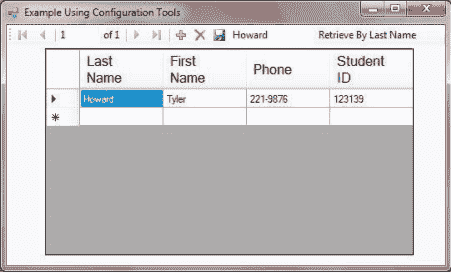 Example Using Configuration Tools
1 of 1 Howard Retrieve By Last Name
Last Name First Name Phone Student ID
Howard Tyler 221-9876 123139